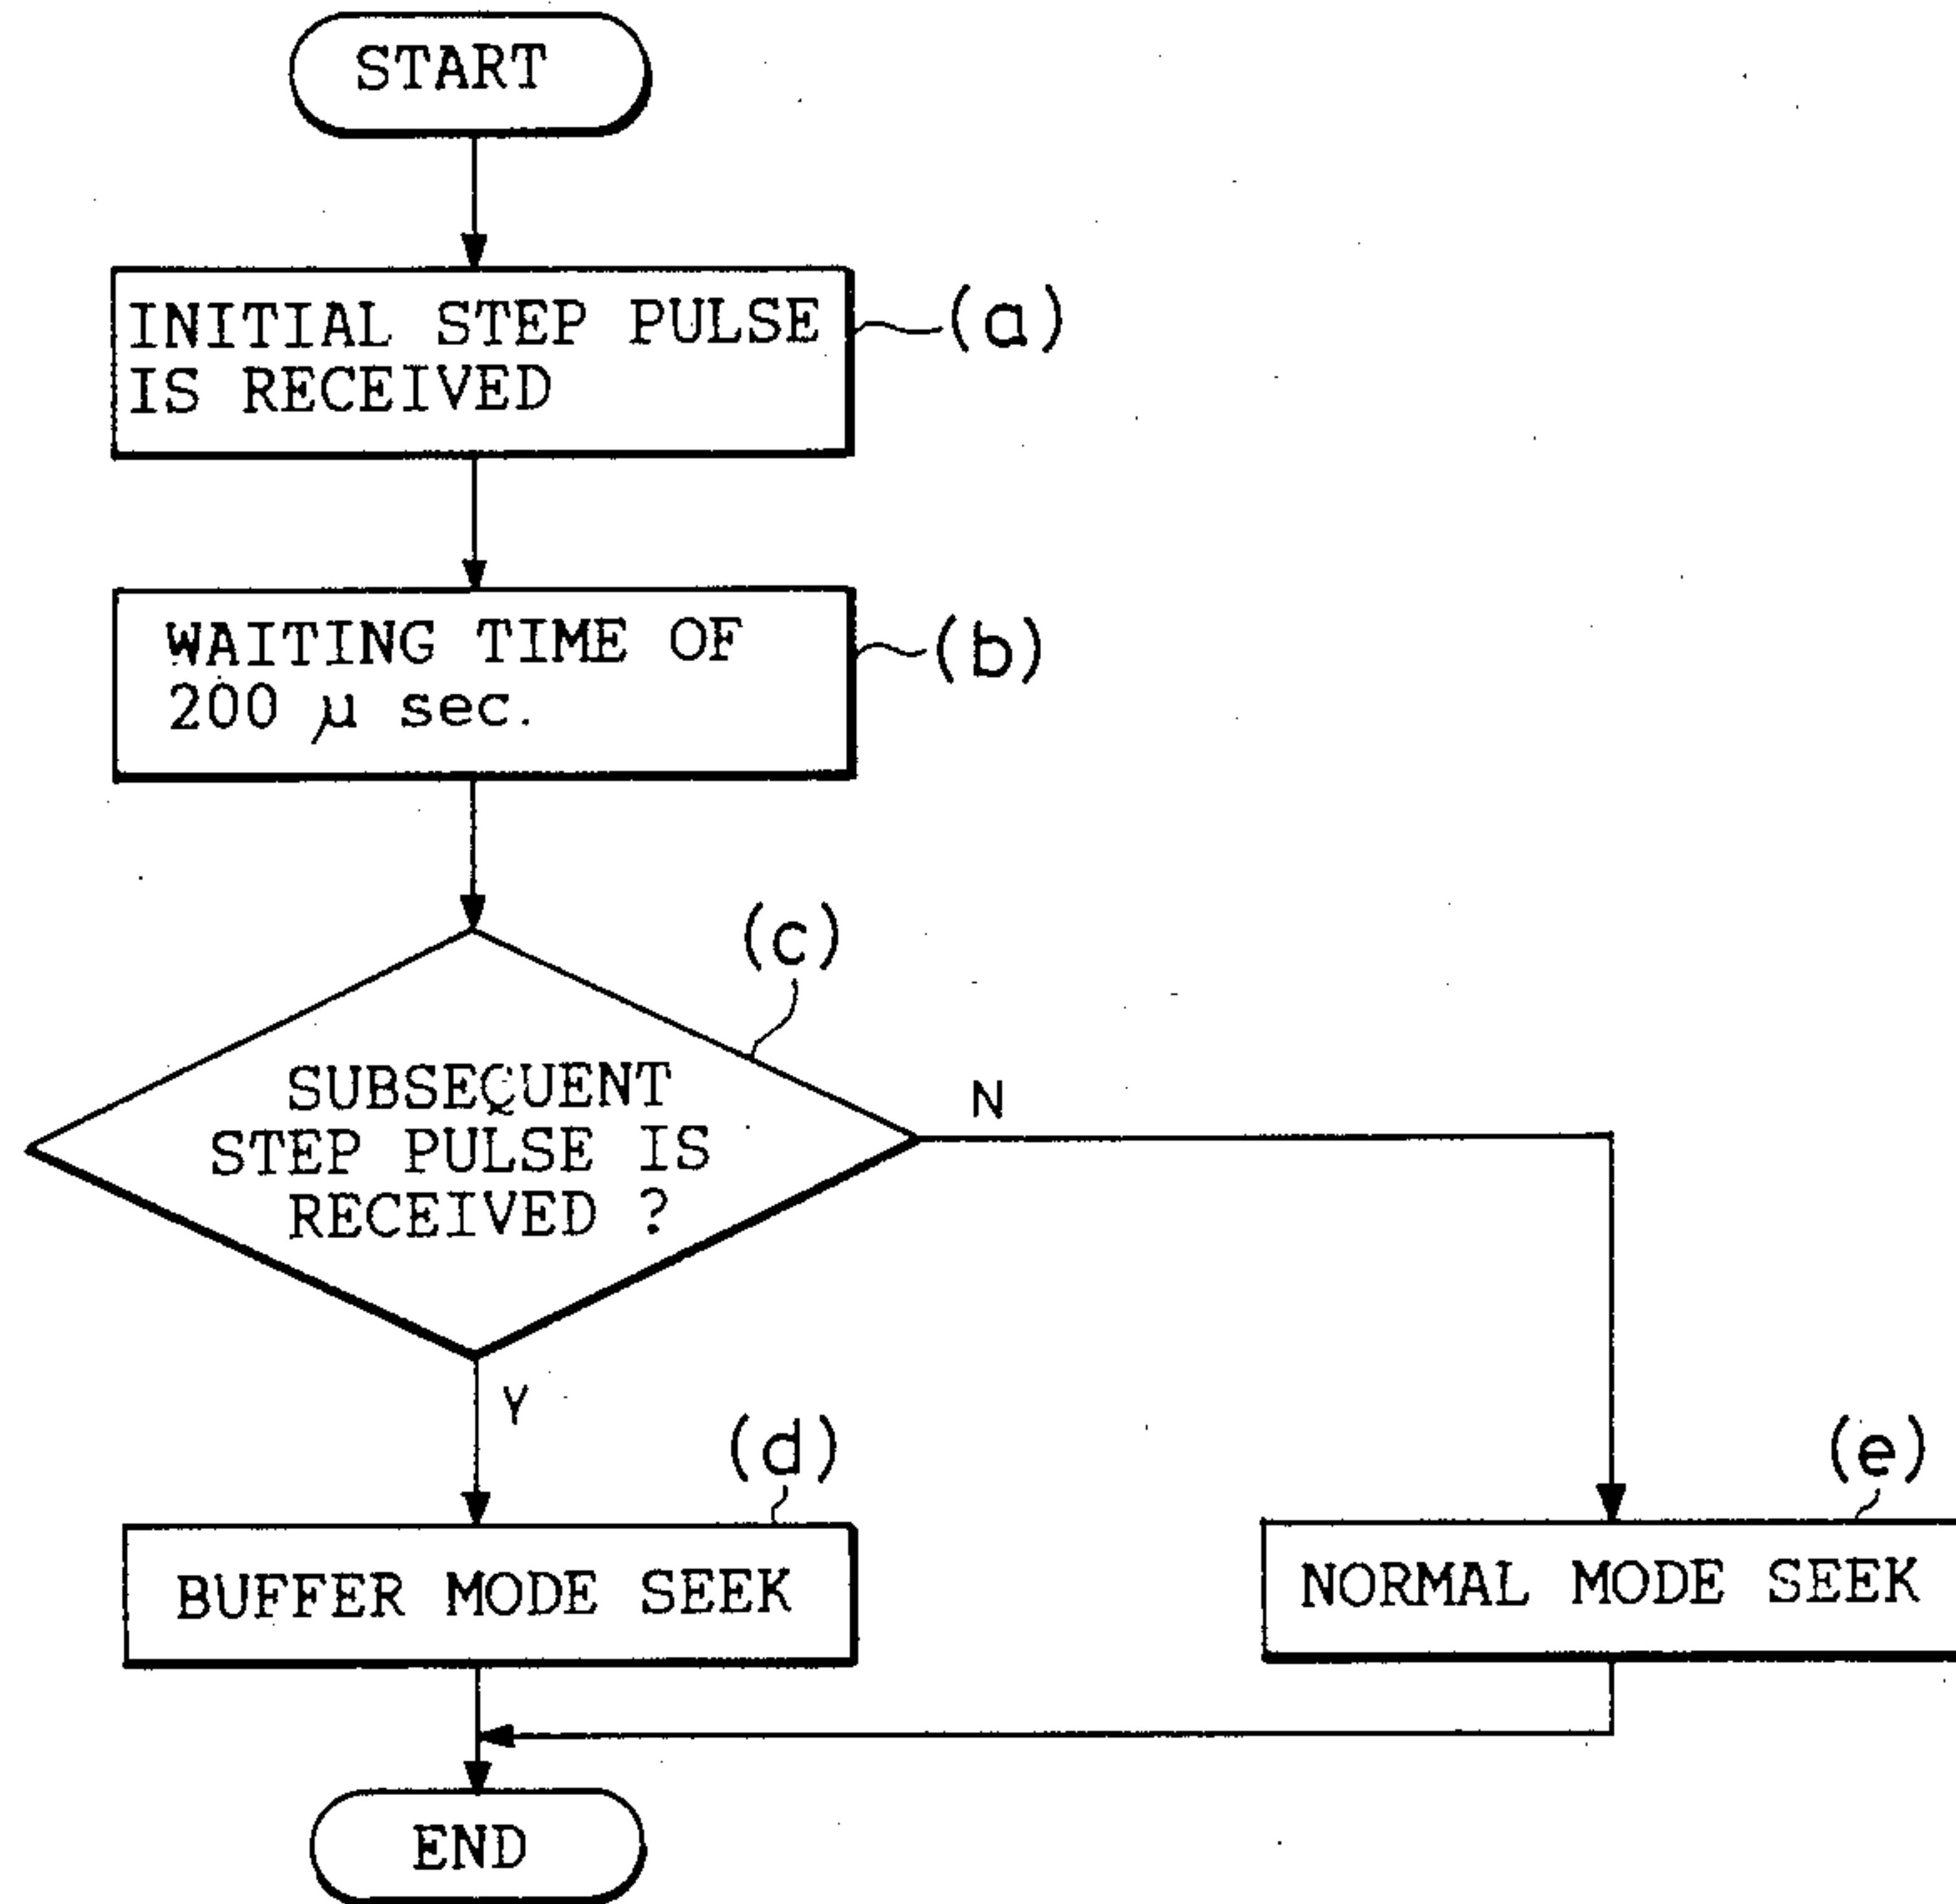 START
INITIAL STEP PULSE
IS RECEIVED
(a)
WAITING TIME OF
200 μ sec.
(b)
(c)
SUBSEQUENT
STEP PULSE IS
RECEIVED ?
N
Y
(d)
BUFFER MODE SEEK
(e)
NORMAL MODE SEEK
END